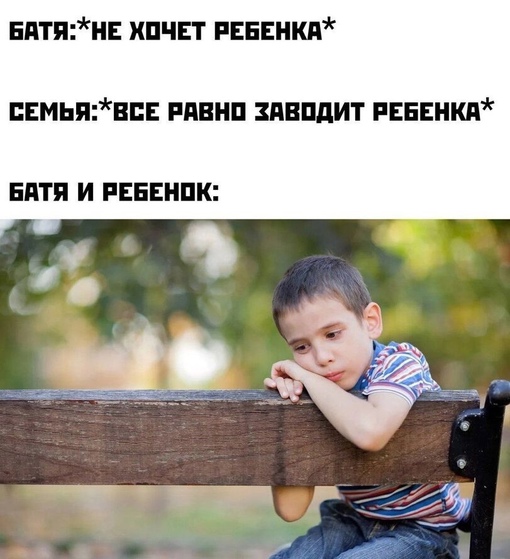 БАТЯ:*НЕ ХОЧЕТ РЕБЕНКА*
СЕМЬЯ:*ВСЕ РАВНО ЗАВОДИТ РЕБЕНКА*
БАТЯ И РЕБЕНОК: